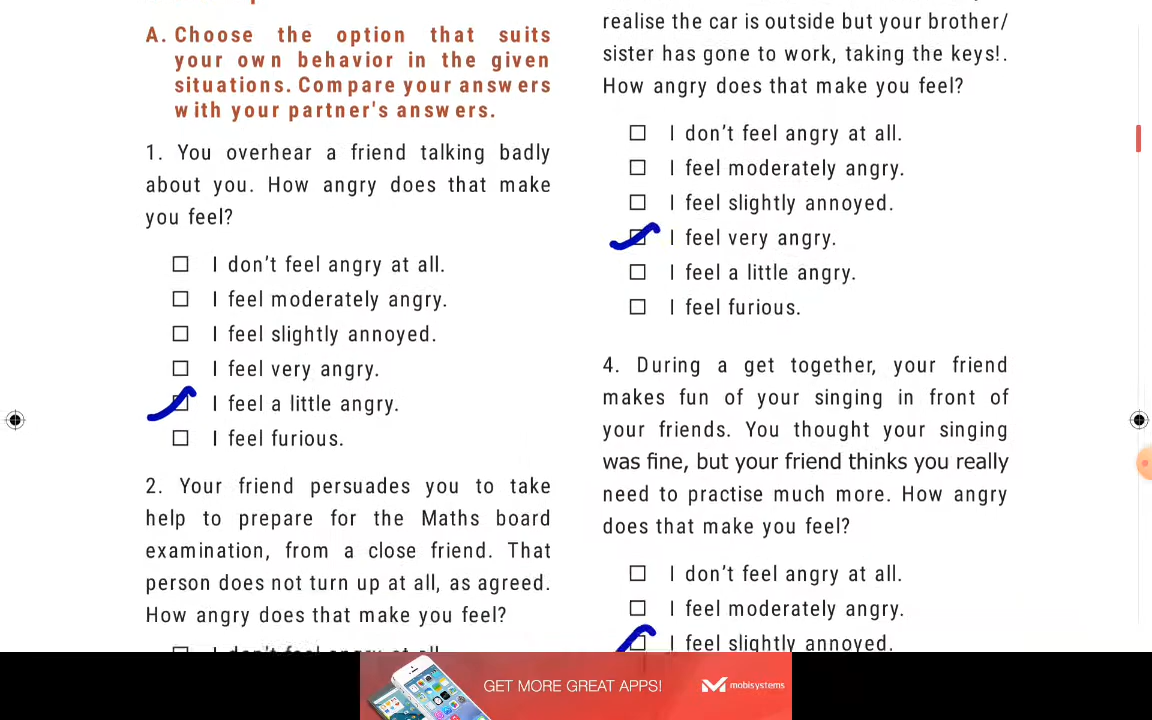 A. Choose the option that suits
your own behavior in the given
situations. Compare your answers
with your partner's answers.
1. You overhear a friend talking badly
about you. How angry does that make
you feel?
I don't feel angry at all.
I feel moderately angry.
I feel slightly annoyed.
I feel very angry.
I feel a little angry.
I feel furious.
2. Your friend persuades you to take
help to prepare for the Maths board
examination, from a close friend. That
person does not turn up at all, as agreed.
How angry does that make you feel?
I don't feel angry at all.
realise the car is outside but your brother/
sister has gone to work, taking the keys!.
How angry does that make you feel?
I don't feel angry at all.
I feel moderately angry.
I feel slightly annoyed.
I feel very angry.
I feel a little angry.
I feel furious.
4. During a get together, your friend
makes fun of your singing in front of
your friends. You thought your singing
was fine, but your friend thinks you really
need to practise much more. How angry
does that make you feel?
I don't feel angry at all.
I feel moderately angry.
I feel slightly annoyed.
GET MORE GREAT APPS!
mobisystems